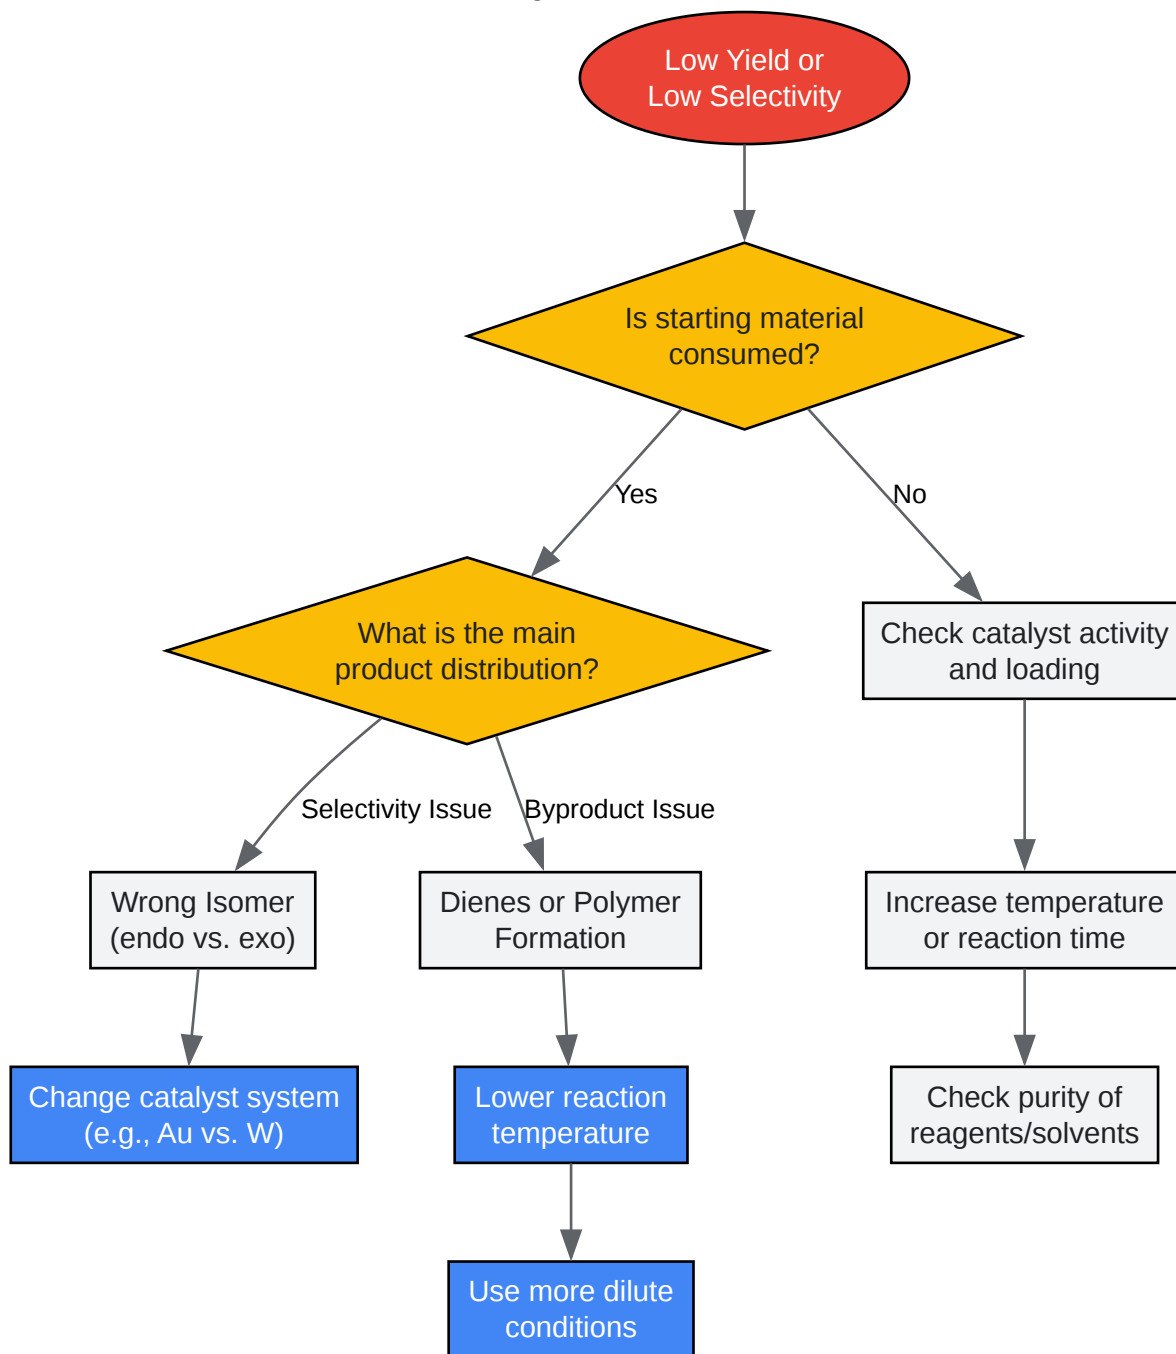 Low Yield or
Low Selectivity
Is starting material
consumed?
Yes
No
What is the main
product distribution?
Check catalyst activity
and loading
Selectivity Issue
Byproduct Issue
Wrong Isomer
(endo vs. exo)
Dienes or Polymer
Formation
Increase temperature
or reaction time
Change catalyst system
(e.g., Au vs. W)
Lower reaction
temperature
Check purity of
reagents/solvents
Use more dilute
conditions